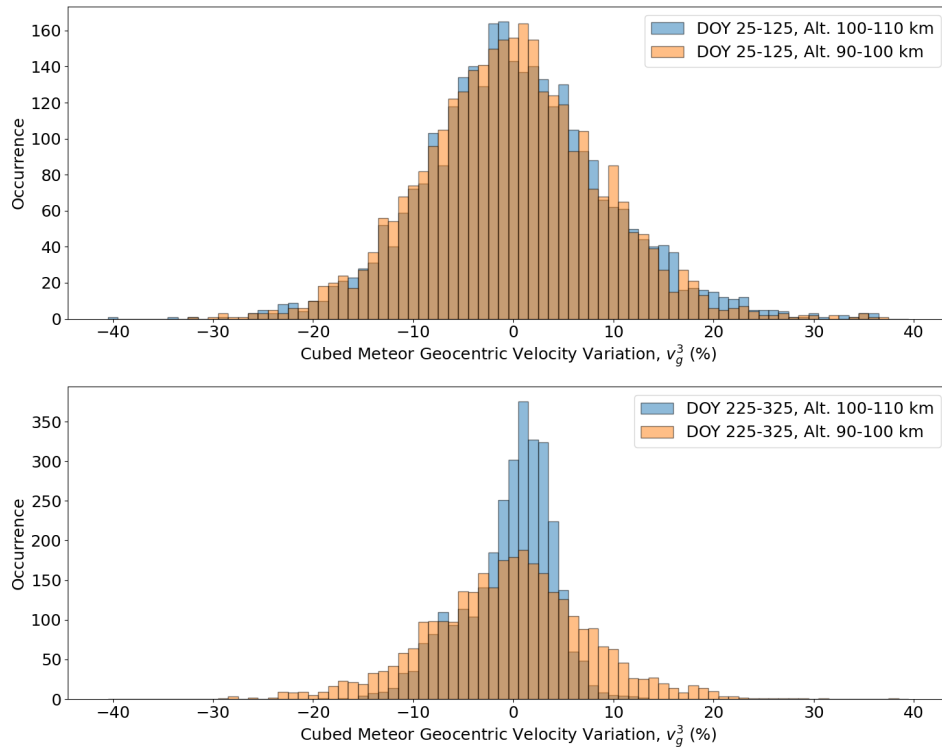 160
140
120
100
80
60
40
20
0
Occurrence
DOY 25-125, Alt. 100-110 km
DOY 25-125, Alt. 90-100 km
−40 −30 −20 −10 0 10 20 30 40
Cubed Meteor Geocentric Velocity Variation, $v_g^3$ (%)
350
300
250
200
150
100
50
0
Occurrence
DOY 225-325, Alt. 100-110 km
DOY 225-325, Alt. 90-100 km
−40 −30 −20 −10 0 10 20 30 40
Cubed Meteor Geocentric Velocity Variation, $v_g^3$ (%)